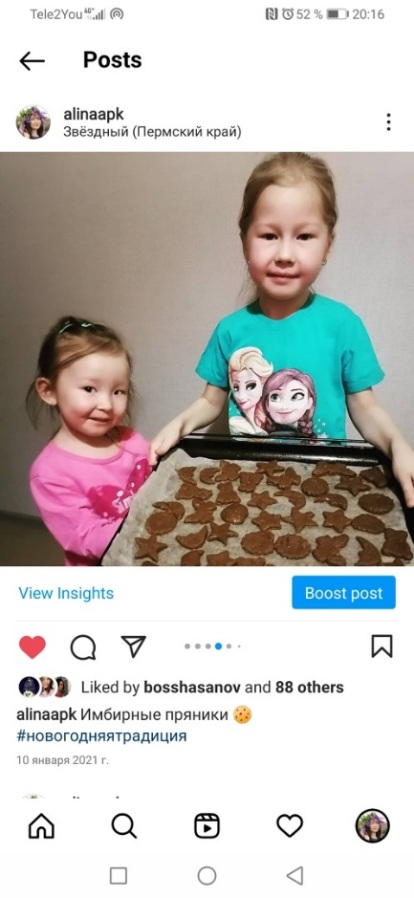 Tele2You 4G 52 % 20:16
Posts
alinaapk
Звёздный (Пермский край)
View Insights
Boost post
Liked by bosshasanov and 88 others
alinaapk Имбирные пряники
#новогодняятрадиция
10 января 2021 г.